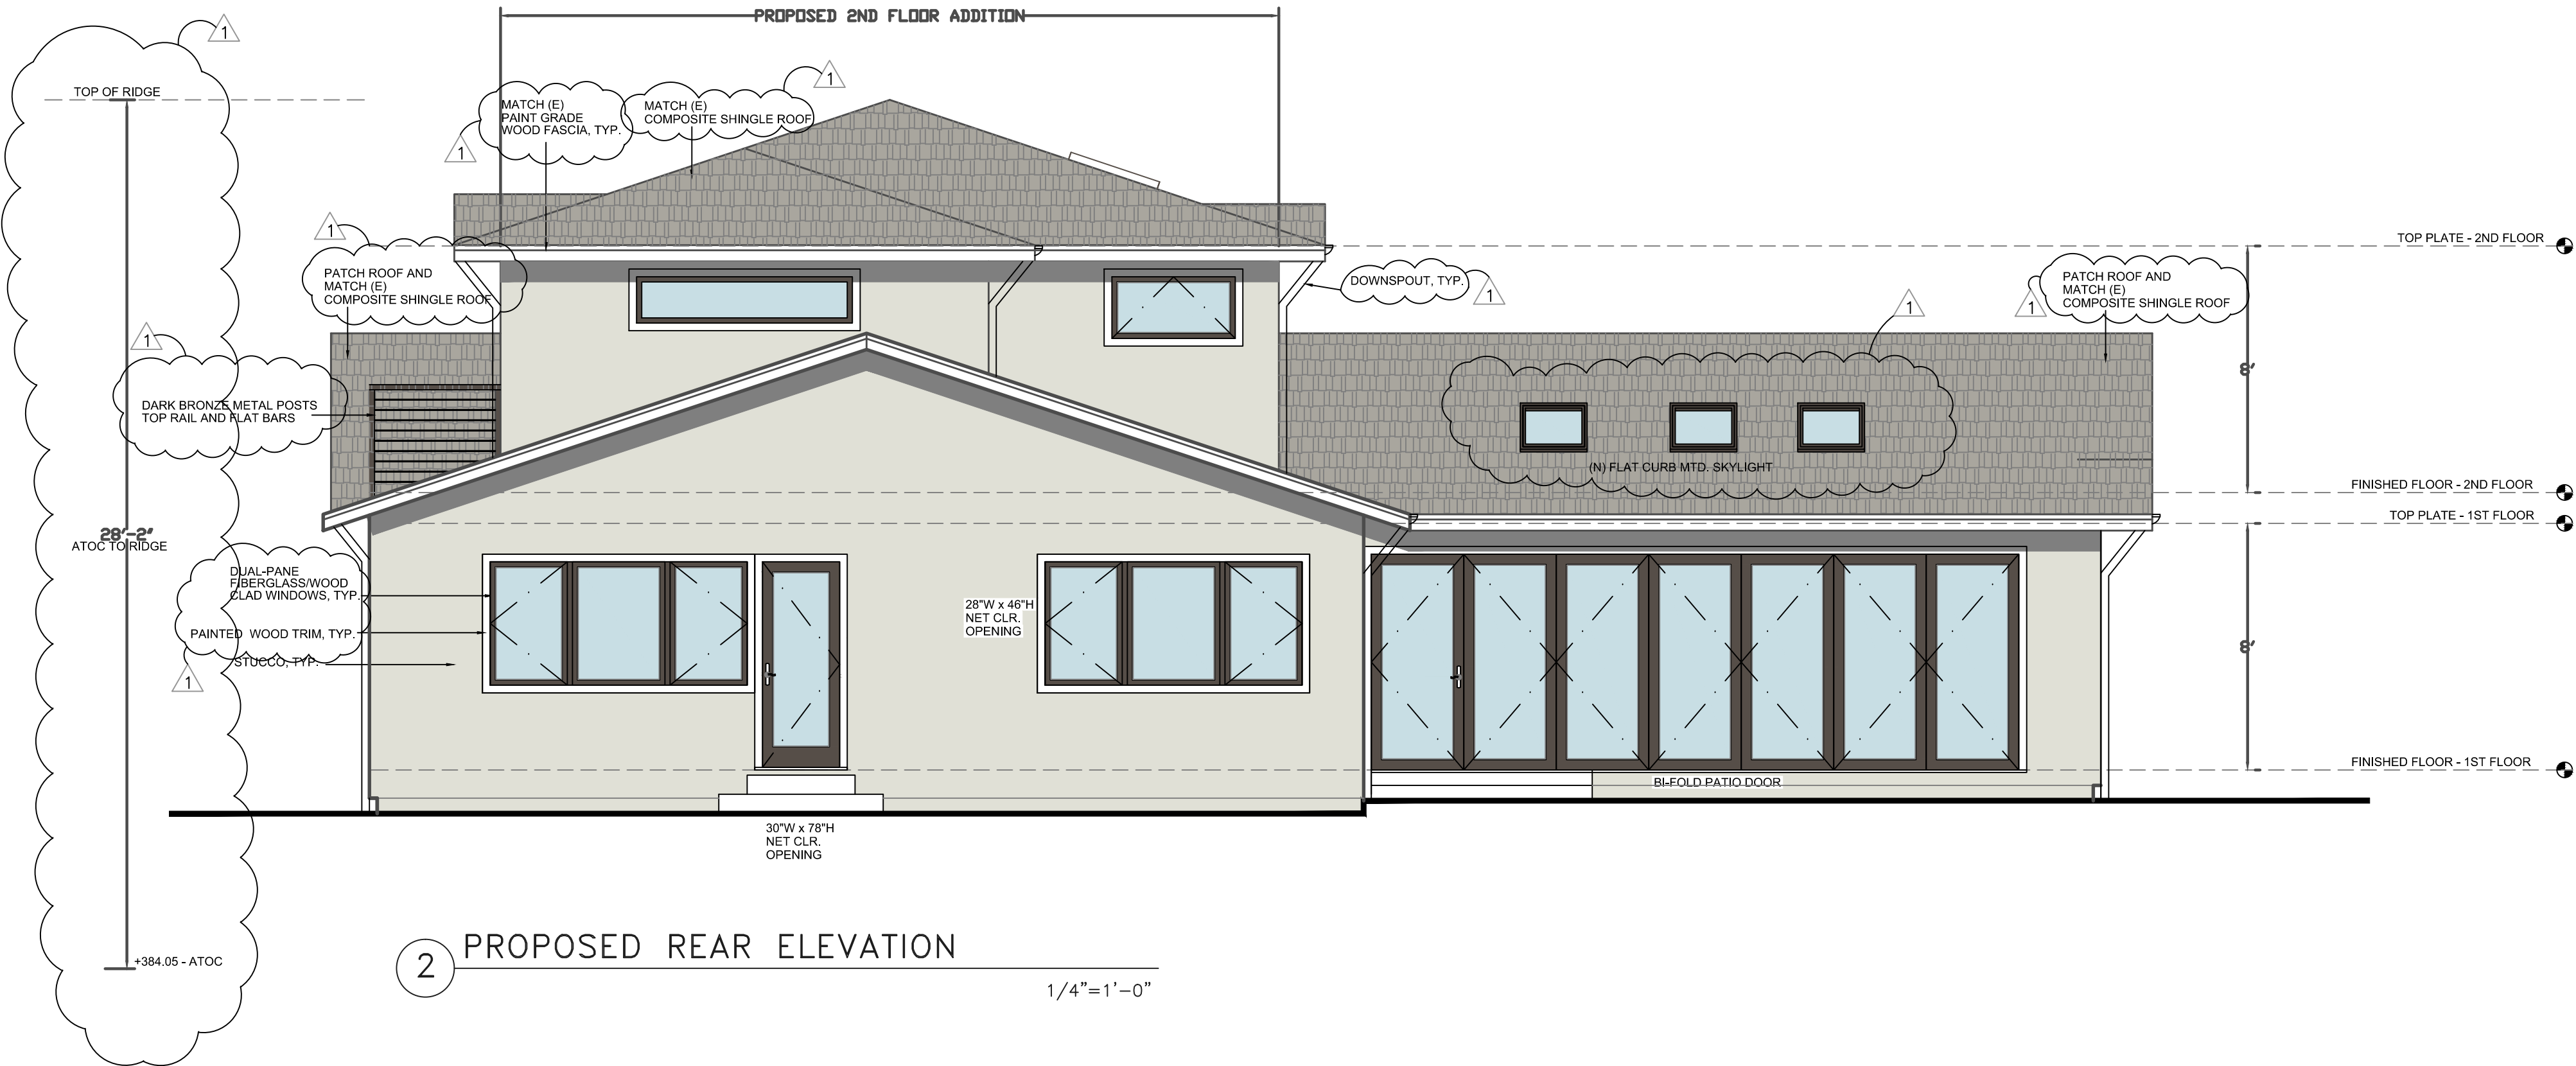 PROPOSED 2ND FLOOR ADDITION
1
1
TOP OF RIDGE
MATCH (E)
PAINT GRADE
WOOD FASCIA, TYP.
MATCH (E)
COMPOSITE SHINGLE ROOF
1
1
TOP PLATE - 2ND FLOOR
PATCH ROOF AND
MATCH (E)
COMPOSITE SHINGLE ROOF
DOWNSPOUT, TYP.
1
1
1
PATCH ROOF AND
MATCH (E)
COMPOSITE SHINGLE ROOF
1
8'
DARK BRONZE METAL POSTS
TOP RAIL AND FLAT BARS
(N) FLAT CURB MTD. SKYLIGHT
FINISHED FLOOR - 2ND FLOOR
TOP PLATE - 1ST FLOOR
28'-2"
ATOC TO RIDGE
DUAL-PANE
FIBERGLASS/WOOD
CLAD WINDOWS, TYP.
PAINTED WOOD TRIM, TYP.
STUCCO, TYP.
1
28"W x 46"H
NET CLR.
OPENING
8'
FINISHED FLOOR - 1ST FLOOR
BI-FOLD PATIO DOOR
30"W x 78"H
NET CLR.
OPENING
+384.05 - ATOC
2
PROPOSED REAR ELEVATION
1/4"=1'-0"